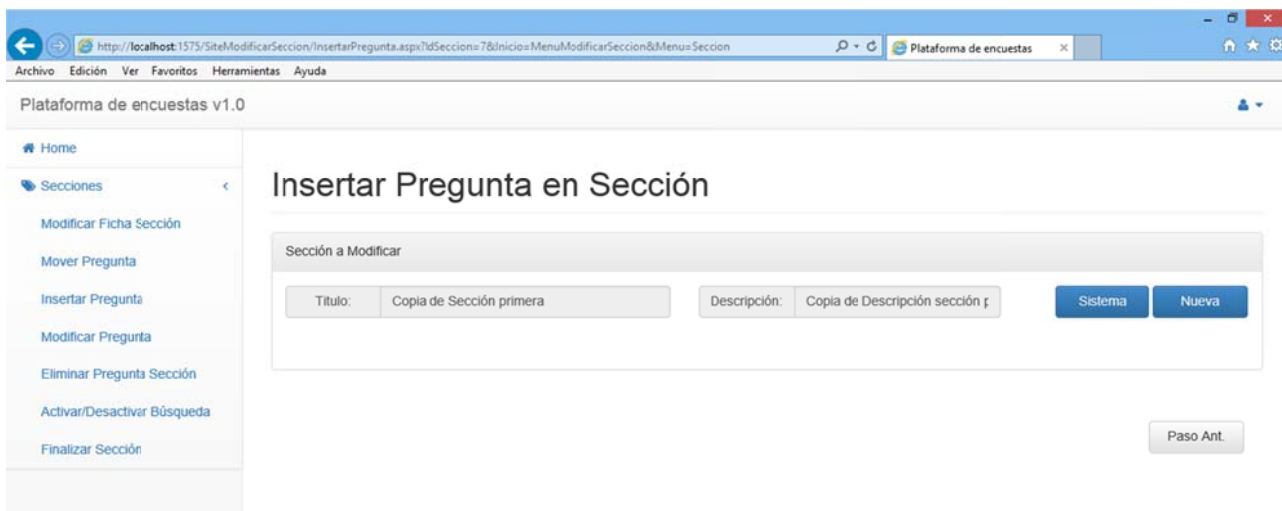 http://localhost:1575/SiteModificarSeccion/InsertarPregunta.aspx?IdSeccion=7&Inicio=MenuModificarSeccion&Menu=Seccion
Plataforma de encuestas
Archivo Edición Ver Favoritos Herramientas Ayuda
Plataforma de encuestas v1.0
Home
Secciones
Modificar Ficha Sección
Mover Pregunta
Insertar Pregunta
Modificar Pregunta
Eliminar Pregunta Sección
Activar/Desactivar Búsqueda
Finalizar Sección
Insertar Pregunta en Sección
Sección a Modificar
Titulo: Copia de Sección primera Descripción: Copia de Descripción sección p Sistema Nueva
Paso Ant.